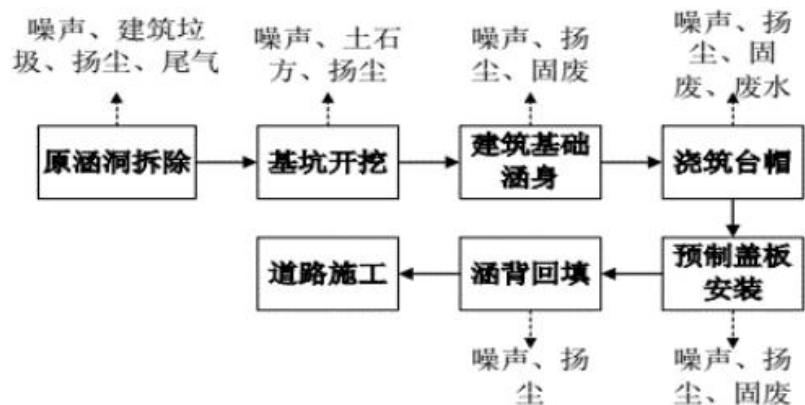 噪声、建筑垃
圾、扬尘、尾气
噪声、土石
方、扬尘
噪声、扬
尘、固废
噪声、扬
尘、固
废、废水
原涵洞拆除
基坑开挖
建筑基础
涵身
浇筑台帽
道路施工
涵背回填
预制盖板
安装
噪声、扬
尘
噪声、扬
尘、固废